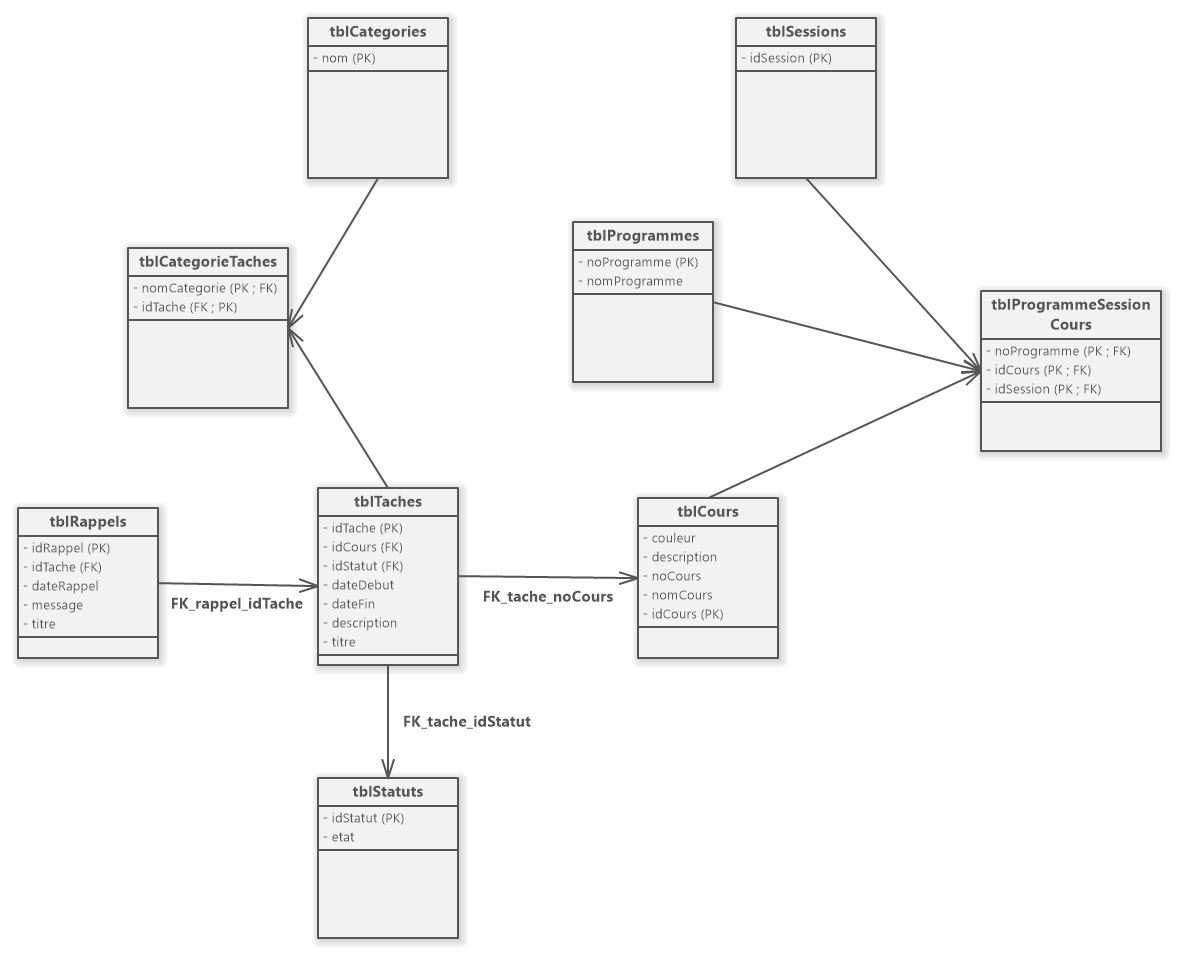 tblCategories
- nom (PK)
tblSessions
- idSession (PK)
tblProgrammes
- noProgramme (PK)
- nomProgramme
tblCategorieTaches
- nomCategorie (PK ; FK)
- idTache (FK ; PK)
tblProgrammeSession
Cours
- noProgramme (PK ; FK)
- idCours (PK ; FK)
- idSession (PK ; FK)
tblRappels
- idRappel (PK)
- idTache (FK)
- dateRappel
- message
- titre
FK_rappel_idTache
tblTaches
- idTache (PK)
- idCours (FK)
- idStatut (FK)
- dateDebut
- dateFin
- description
- titre
FK_tache_noCours
tblCours
- couleur
- description
- noCours
- nomCours
- idCours (PK)
FK_tache_idStatut
tblStatuts
- idStatut (PK)
- etat